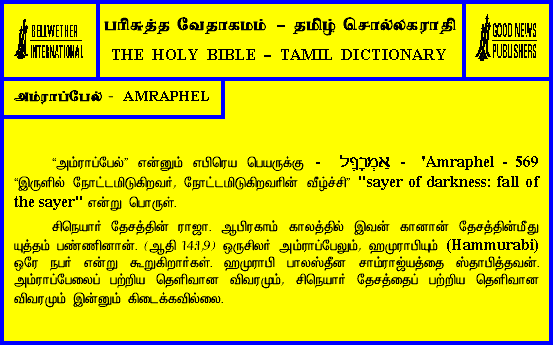 BELLWETHER
INTERNATIONAL
பரிசுத்த வேதாகமம் – தமிழ் சொல்லகராதி
THE HOLY BIBLE – TAMIL DICTIONARY
GOOD NEWS
PUBLISHERS
அம்ராப்பேல் - AMRAPHEL
“அம்ராப்பேல்” என்னும் எபிரெய பெயருக்கு - אַמְרָפֶל - 'Amraphel - 569
“இருளில் நோட்டமிடுகிறவர், நோட்டமிடுகிறவரின் வீழ்ச்சி” "sayer of darkness: fall of
the sayer" என்று பொருள்.
சிநெயார் தேசத்தின் ராஜா. ஆபிரகாம் காலத்தில் இவன் கானான் தேசத்தின்மீது
யுத்தம் பண்ணினான். (ஆதி 14:1,9) ஒருசிலர் அம்ராப்பேலும், ஹமுராபியும் (Hammurabi)
ஒரே நபர் என்று கூறுகிறார்கள். ஹமுராபி பாலஸ்தீன சாம்ராஜ்யத்தை ஸ்தாபித்தவன்.
அம்ராப்பேலைப் பற்றிய தெளிவான விவரமும், சிநெயார் தேசத்தைப் பற்றிய தெளிவான
விவரமும் இன்னும் கிடைக்கவில்லை.